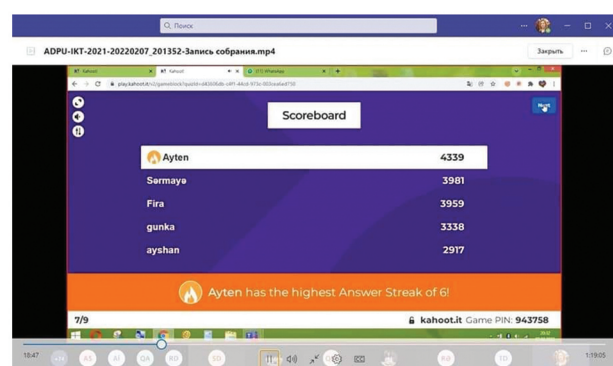 Поиск
ADPU-IKT-2021-20220207_201352-Запись собрания.mp4
Закрыть
Kahoot!
Kahoot!
WhatsApp
Scoreboard
Next
Ayten 4339
Sərmayə 3981
Fira 3959
gunka 3338
ayshan 2917
Ayten has the highest Answer Streak of 6!
7/9
kahoot.it Game PIN: 943758
18:47
1:19:05